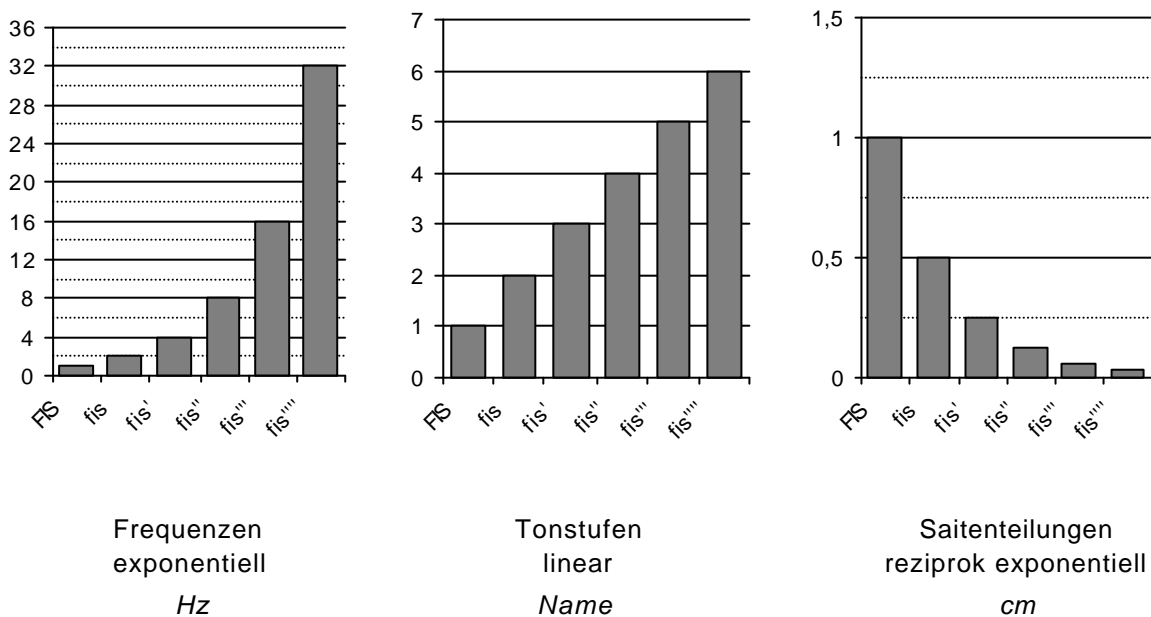 36
32
28
24
20
16
12
8
4
0
FIS
fis
fis'
fis''
fis'''
fis''''
Frequenzen
exponentiell
Hz
7
6
5
4
3
2
1
0
FIS
fis
fis'
fis''
fis'''
fis''''
Tonstufen
linear
Name
1,5
1
0,5
0
FIS
fis
fis'
fis''
fis'''
fis''''
Saitenteilungen
reziprok exponentiell
cm